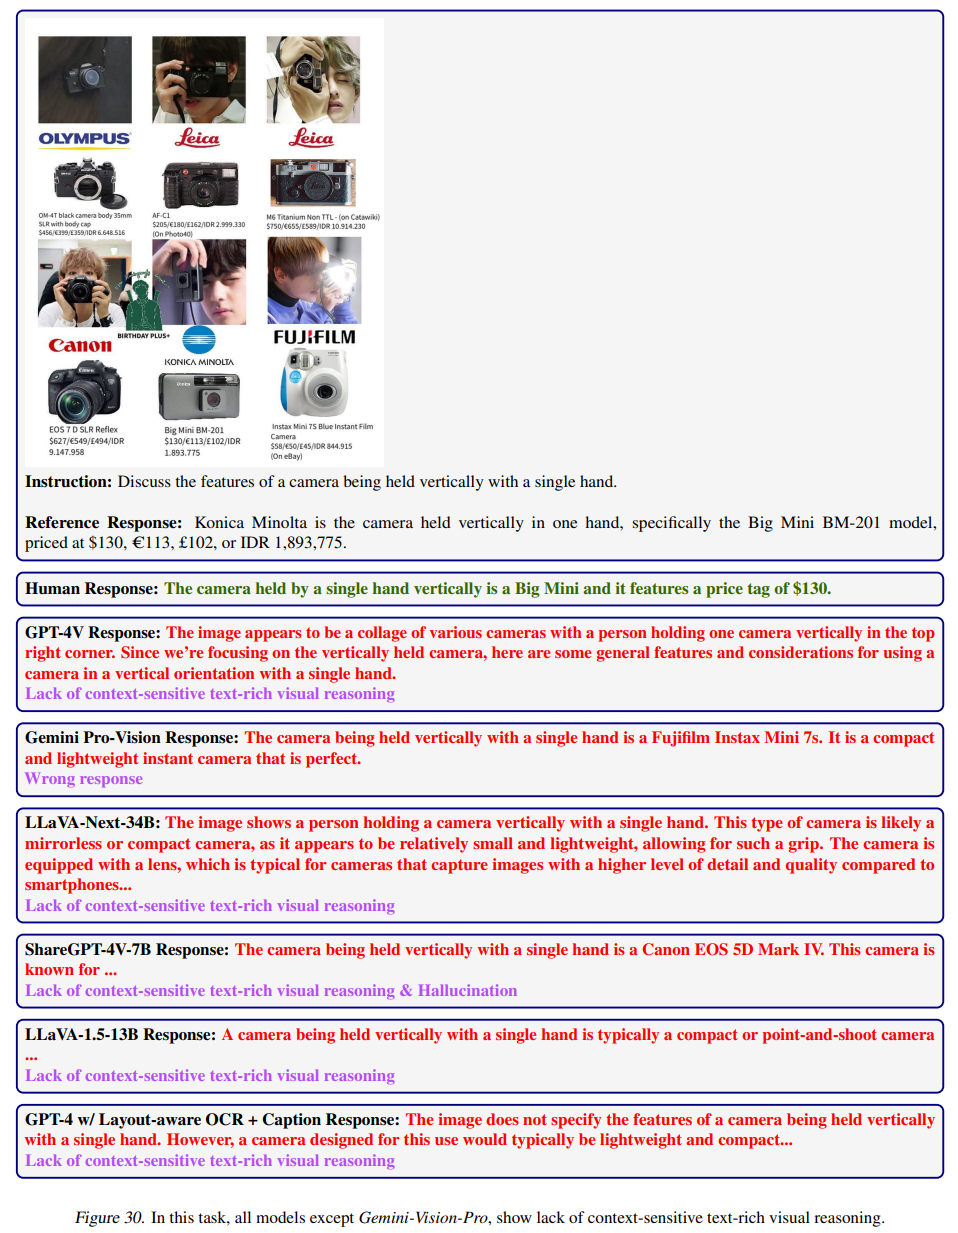 OLYMPUS
Leica
Leica
OM-4T black camera body 35mm
SLR with body cap
$456/€399/£359/IDR 6.648.516
AF-C1
$205/€180/£162/IDR 2.999.330
(On Photo40)
M6 Titanium Non TTL - (on Catawiki)
$750/€655/£589/IDR 10.914.230
BIRTHDAY PLUS+
Canon
KONICA MINOLTA
FUJIFILM
EOS 7 D SLR Reflex
$627/€549/£494/IDR
9.147.958
Big Mini BM-201
$130/€113/£102/IDR
1.893.775
Instax Mini 7S Blue Instant Film
Camera
$58/€50/£45/IDR 844.915
(On eBay)
Instruction: Discuss the features of a camera being held vertically with a single hand.
Reference Response: Konica Minolta is the camera held vertically in one hand, specifically the Big Mini BM-201 model,
priced at $130, €113, £102, or IDR 1,893,775.
Human Response: The camera held by a single hand vertically is a Big Mini and it features a price tag of $130.
GPT-4V Response: The image appears to be a collage of various cameras with a person holding one camera vertically in the top
right corner. Since we're focusing on the vertically held camera, here are some general features and considerations for using a
camera in a vertical orientation with a single hand.
Lack of context-sensitive text-rich visual reasoning
Gemini Pro-Vision Response: The camera being held vertically with a single hand is a Fujifilm Instax Mini 7s. It is a compact
and lightweight instant camera that is perfect.
Wrong response
LLaVA-Next-34B: The image shows a person holding a camera vertically with a single hand. This type of camera is likely a
mirrorless or compact camera, as it appears to be relatively small and lightweight, allowing for such a grip. The camera is
equipped with a lens, which is typical for cameras that capture images with a higher level of detail and quality compared to
smartphones...
Lack of context-sensitive text-rich visual reasoning
ShareGPT-4V-7B Response: The camera being held vertically with a single hand is a Canon EOS 5D Mark IV. This camera is
known for ...
Lack of context-sensitive text-rich visual reasoning & Hallucination
LLaVA-1.5-13B Response: A camera being held vertically with a single hand is typically a compact or point-and-shoot camera
...
Lack of context-sensitive text-rich visual reasoning
GPT-4 w/ Layout-aware OCR + Caption Response: The image does not specify the features of a camera being held vertically
with a single hand. However, a camera designed for this use would typically be lightweight and compact...
Lack of context-sensitive text-rich visual reasoning
Figure 30. In this task, all models except Gemini-Vision-Pro, show lack of context-sensitive text-rich visual reasoning.